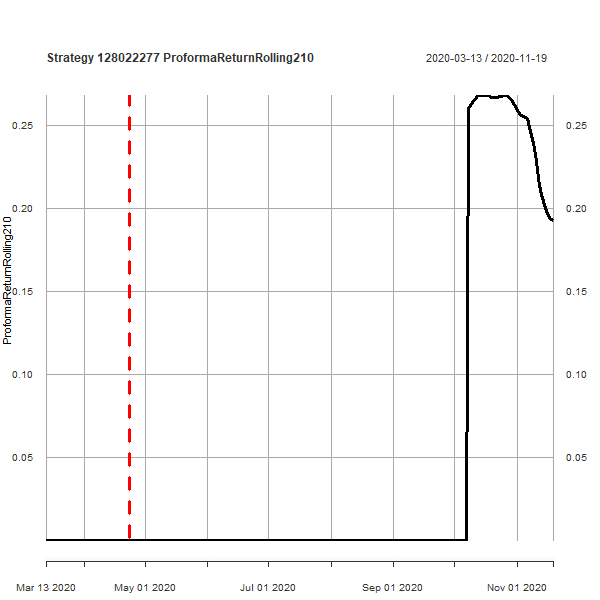 Strategy 128022277 ProformaReturnRolling210 2020-03-13 / 2020-11-19
ProformaReturnRolling210
0.25 0.25
0.20 0.20
0.15 0.15
0.10 0.10
0.05 0.05
Mar 13 2020 May 01 2020 Jul 01 2020 Sep 01 2020 Nov 01 2020